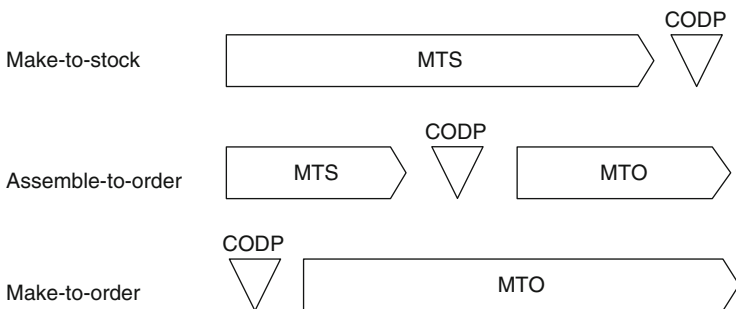 CODP
Make-to-stock MTS
CODP
Assemble-to-order MTS MTO
CODP
Make-to-order MTO